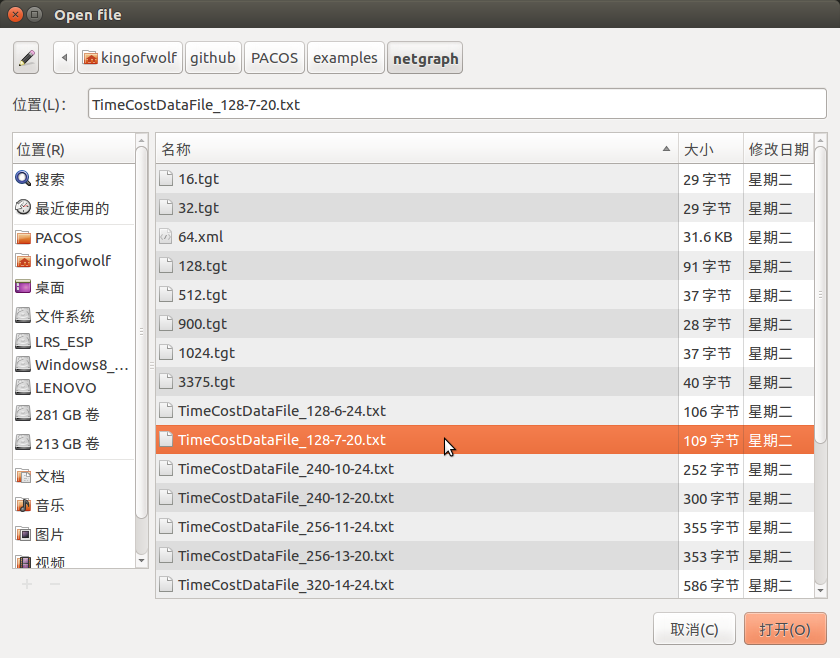 Open file
kingofwolf github PACOS examples netgraph
位置(L)： TimeCostDataFile_128-7-20.txt
位置(R)
搜索
最近使用的
PACOS
kingofwolf
桌面
文件系统
LRS_ESP
Windows8_...
LENOVO
281 GB 卷
213 GB 卷
文档
音乐
图片
视频
名称 大小 修改日期
16.tgt 29 字节 星期二
32.tgt 29 字节 星期二
64.xml 31.6 KB 星期二
128.tgt 91 字节 星期二
512.tgt 37 字节 星期二
900.tgt 28 字节 星期二
1024.tgt 37 字节 星期二
3375.tgt 40 字节 星期二
TimeCostDataFile_128-6-24.txt 106 字节 星期二
TimeCostDataFile_128-7-20.txt 109 字节 星期二
TimeCostDataFile_240-10-24.txt 252 字节 星期二
TimeCostDataFile_240-12-20.txt 300 字节 星期二
TimeCostDataFile_256-11-24.txt 355 字节 星期二
TimeCostDataFile_256-13-20.txt 353 字节 星期二
TimeCostDataFile_320-14-24.txt 586 字节 星期二
取消(C) 打开(O)